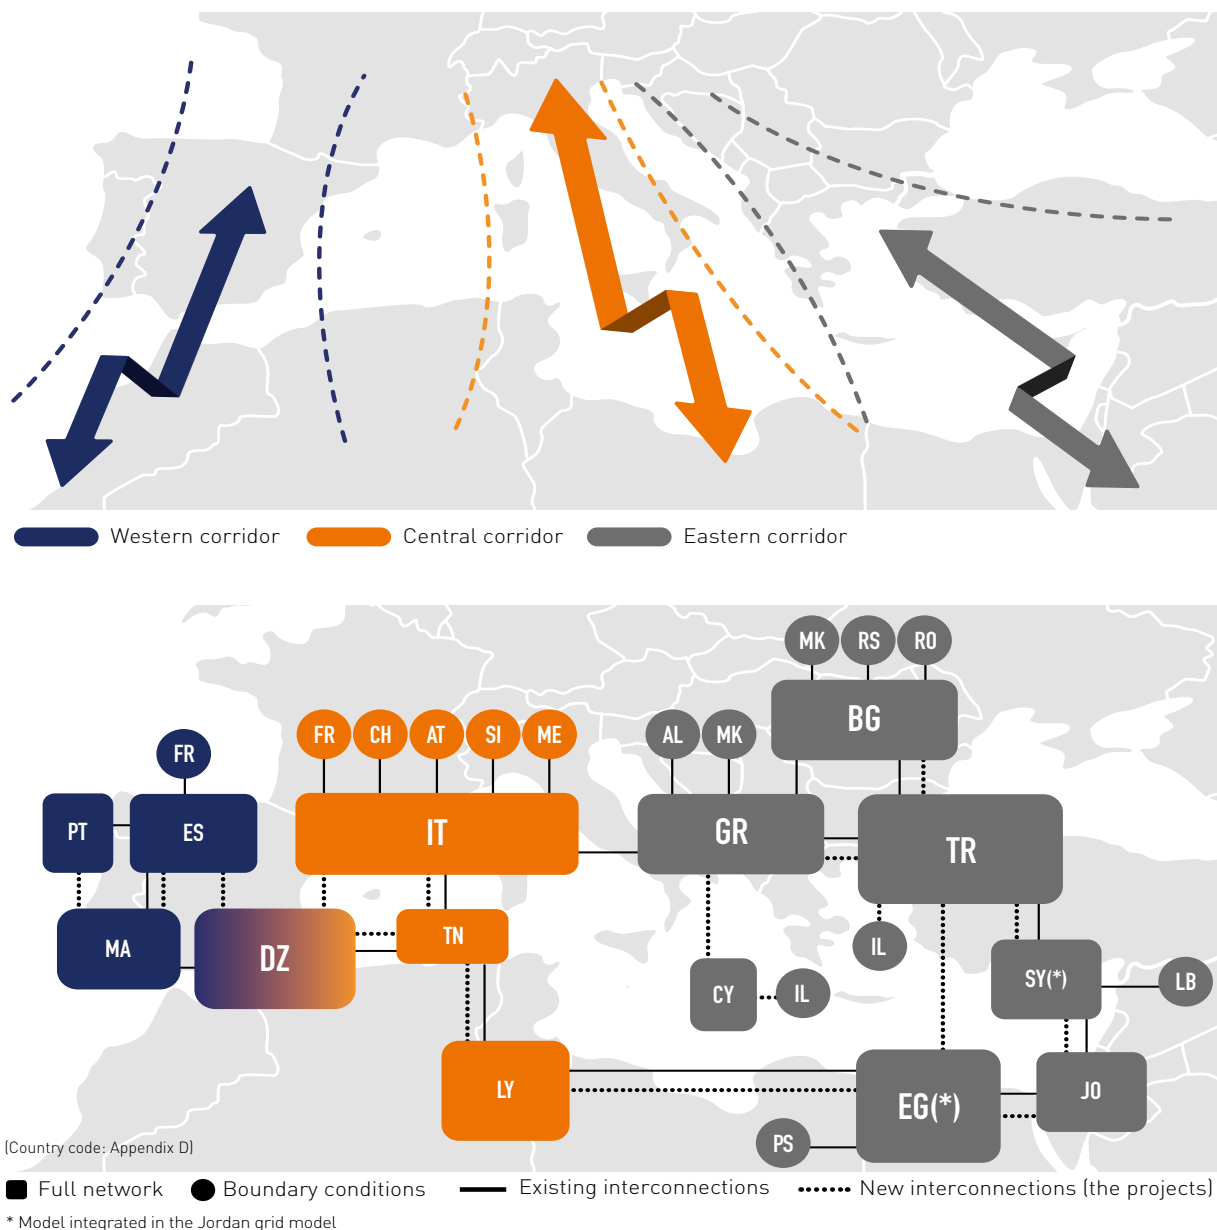 Western corridor Central corridor Eastern corridor
MK RS RO
BG
FR CH AT SI ME AL MK
FR
PT ES IT GR TR
MA DZ TN IL
CY IL SY(*) LB
LY EG(*) JO
PS
(Country code: Appendix D)
Full network Boundary conditions Existing interconnections New interconnections (the projects)
* Model integrated in the Jordan grid model